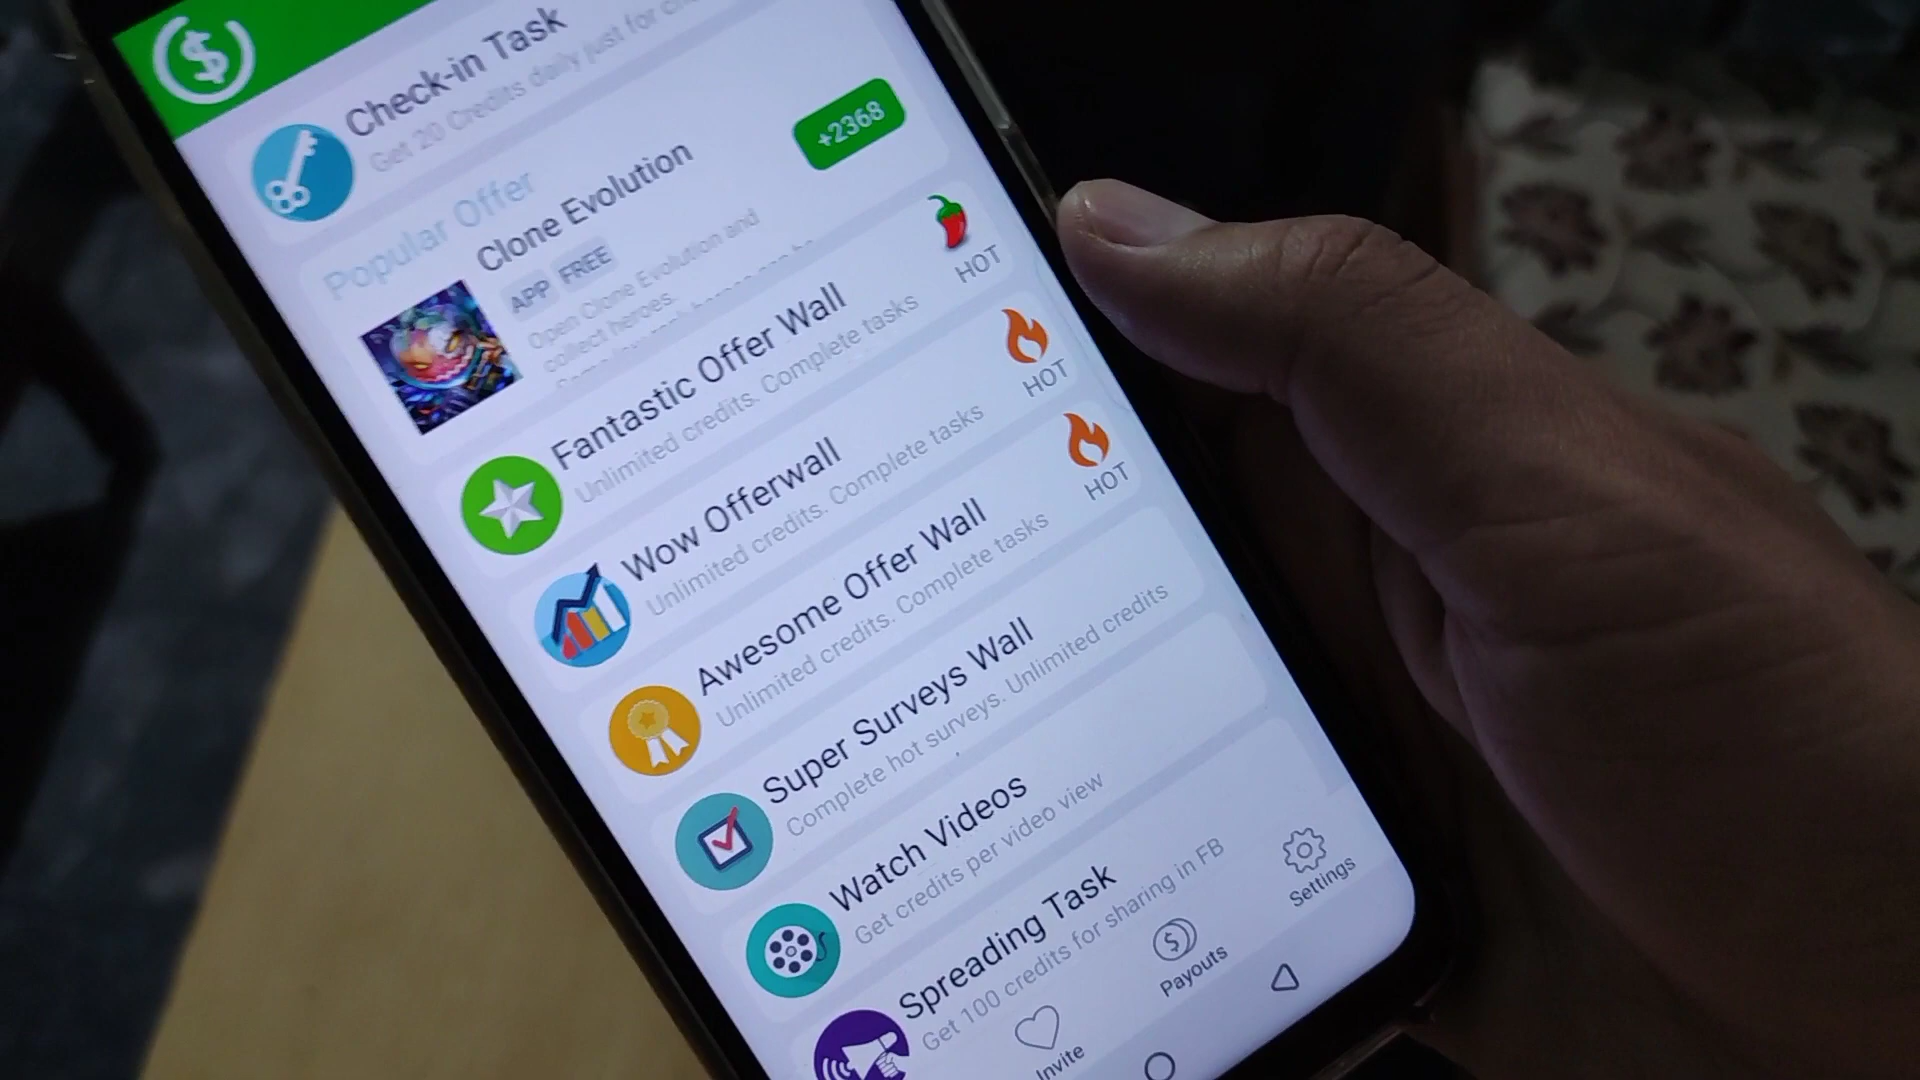 $
Check-in Task
Get 20 Credits daily just for
Popular Offer
Clone Evolution
+2368
APP FREE
Open Clone Evolution and
collect heroes.
Fantastic Offer Wall
Unlimited credits. Complete tasks
HOT
Wow Offerwall
Unlimited credits. Complete tasks
HOT
Awesome Offer Wall
Unlimited credits. Complete tasks
HOT
Super Surveys Wall
Complete hot surveys. Unlimited credits
Watch Videos
Get credits per video view
Spreading Task
Get 100 credits for sharing in FB
Invite
Payouts
Settings